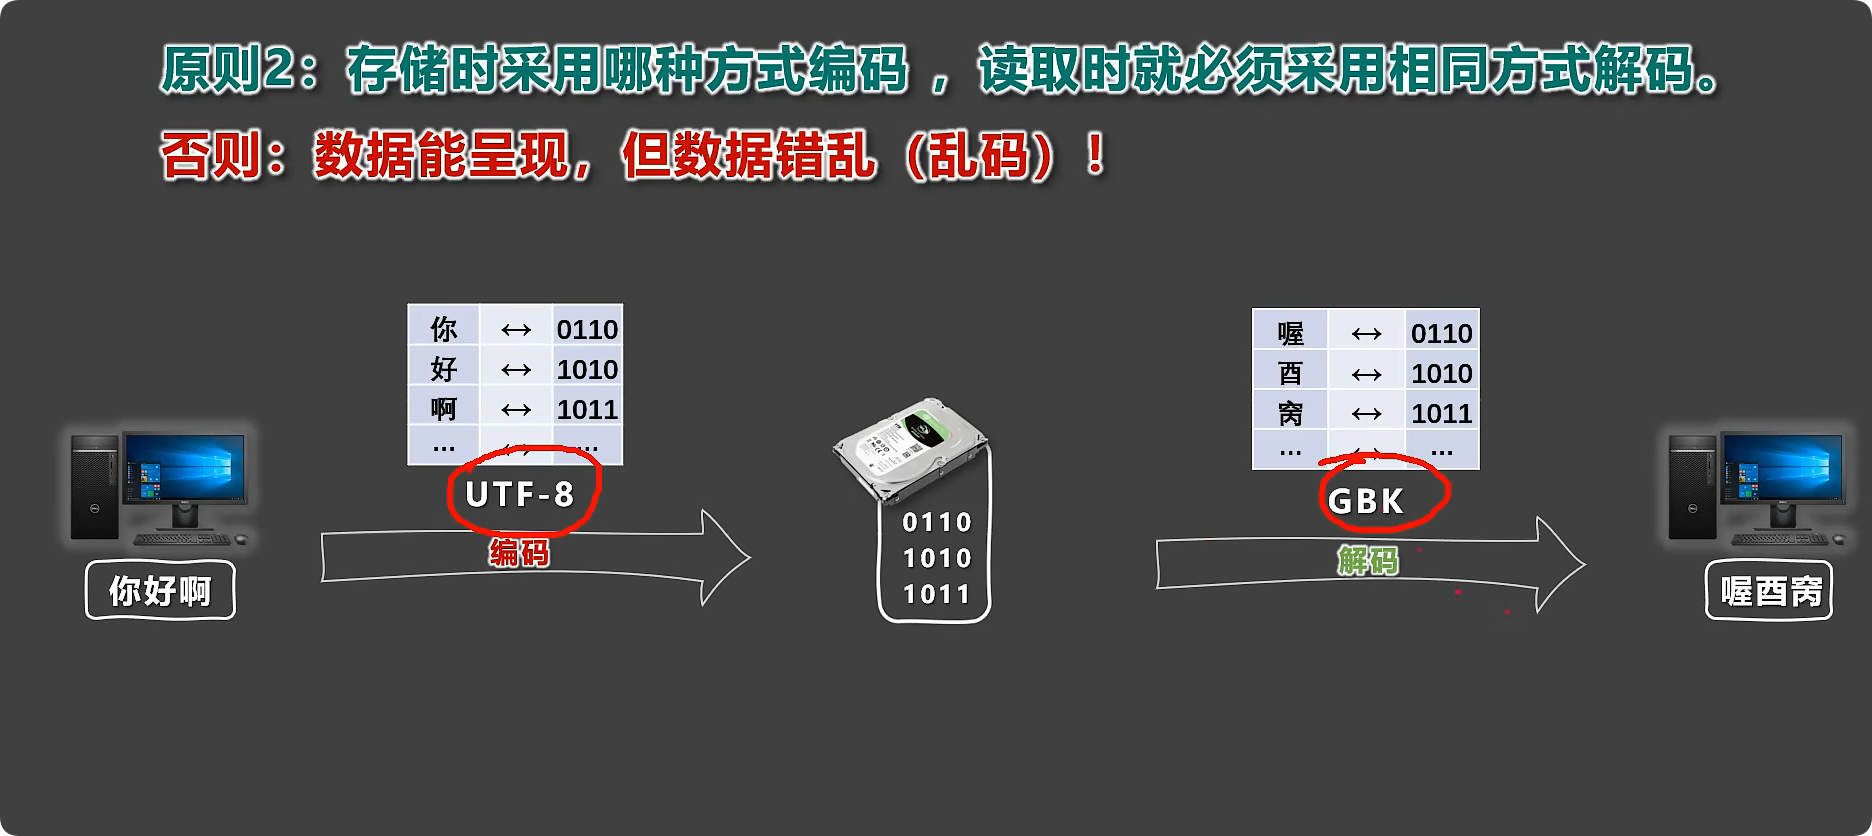 原则2：存储时采用哪种方式编码，读取时就必须采用相同方式解码。
否则：数据能呈现，但数据错乱（乱码）！
你 ↔ 0110
好 ↔ 1010
啊 ↔ 1011
... ↔ ...
UTF-8
编码
你好啊
0110
1010
1011
喔 ↔ 0110
酉 ↔ 1010
窝 ↔ 1011
... ↔ ...
GBK
解码
喔酉窝